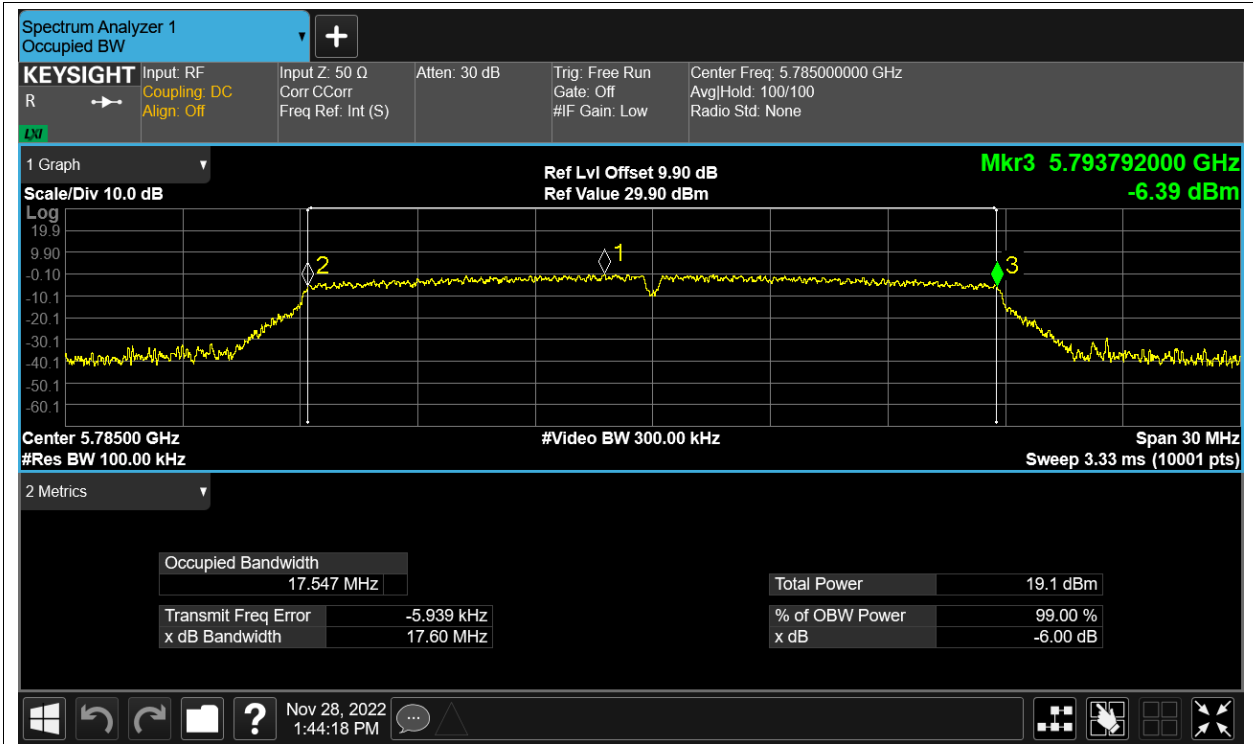 Spectrum Analyzer 1
Occupied BW
KEYSIGHT
R
LXI
Input: RF
Coupling: DC
Align: Off
Input Z: 50 Ω
Corr CCorr
Freq Ref: Int (S)
Atten: 30 dB
Trig: Free Run
Gate: Off
#IF Gain: Low
Center Freq: 5.785000000 GHz
Avg|Hold: 100/100
Radio Std: None
1 Graph
Scale/Div 10.0 dB
Ref Lvl Offset 9.90 dB
Ref Value 29.90 dBm
Mkr3 5.793792000 GHz
-6.39 dBm
Log
19.9
9.90
-0.10
-10.1
-20.1
-30.1
-40.1
-50.1
-60.1
2
1
3
Center 5.78500 GHz
#Video BW 300.00 kHz
Span 30 MHz
#Res BW 100.00 kHz
Sweep 3.33 ms (10001 pts)
2 Metrics
Occupied Bandwidth
17.547 MHz
Transmit Freq Error -5.939 kHz
x dB Bandwidth 17.60 MHz
Total Power 19.1 dBm
% of OBW Power 99.00 %
x dB -6.00 dB
?
Nov 28, 2022
1:44:18 PM